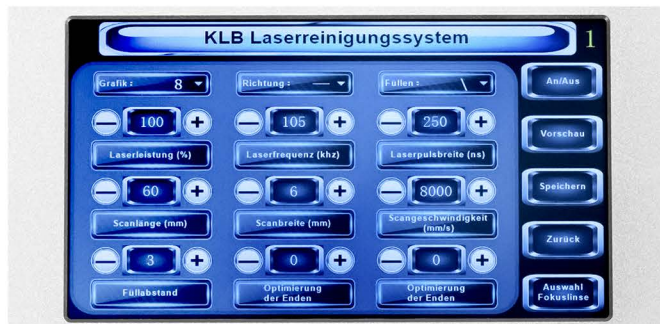 KLB Laserreinigungssystem
1
Grafik: 8
Richtung: —
Füllen: \
An/Aus
100
105
250
Laserleistung (%)
Laserfrequenz (khz)
Laserpulsbreite (ns)
Vorschau
60
6
8000
Scanlänge (mm)
Scanbreite (mm)
Scangeschwindigkeit
(mm/s)
Speichern
3
0
0
Füllabstand
Optimierung
der Enden
Optimierung
der Enden
Zurück
Auswahl
Fokuslinse